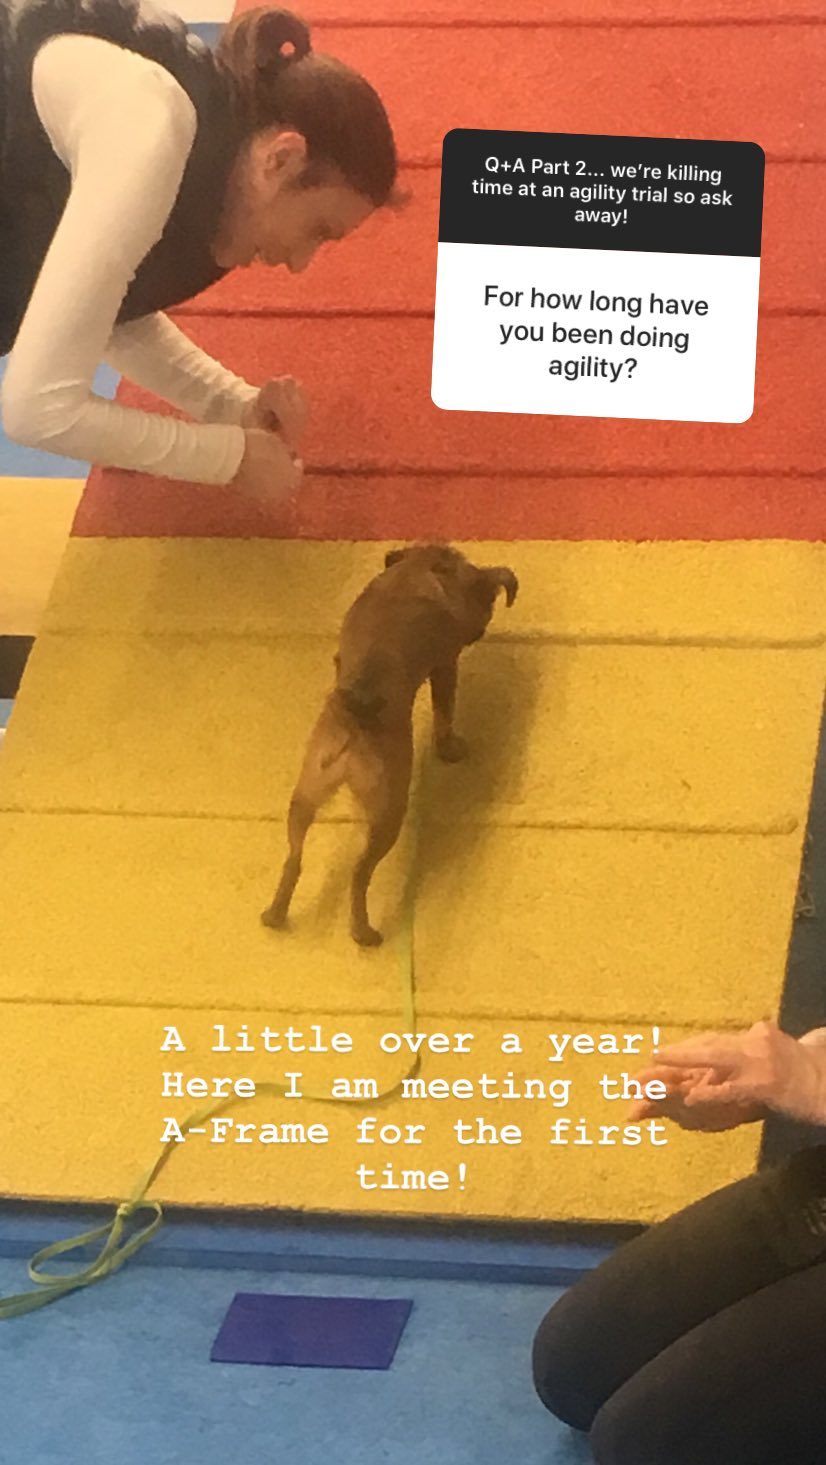 Q+A Part 2... we're killing
time at an agility trial so ask
away!
For how long have
you been doing
agility?
A little over a year!
Here I am meeting the
A-Frame for the first
time!